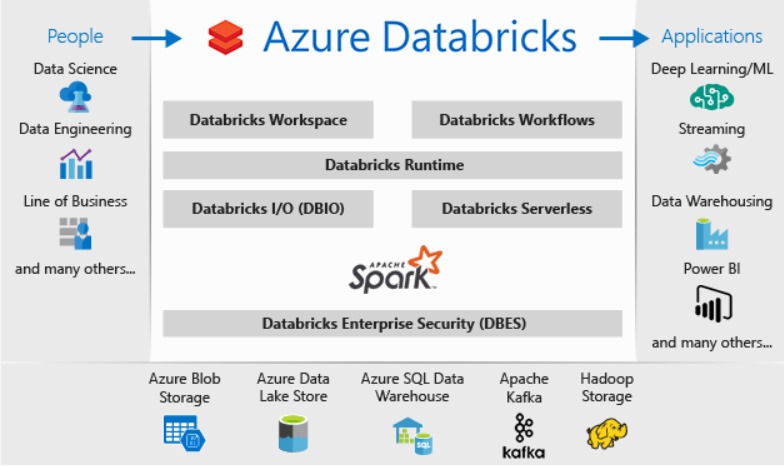 People
Azure Databricks
Applications
Data Science
Data Engineering
Line of Business
and many others...
Databricks Workspace
Databricks Workflows
Databricks Runtime
Databricks I/O (DBIO)
Databricks Serverless
APACHE
Spark™
Databricks Enterprise Security (DBES)
Deep Learning/ML
Streaming
Data Warehousing
Power BI
and many others...
Azure Blob
Storage
Azure Data
Lake Store
Azure SQL Data
Warehouse
SQL
Apache
Kafka
kafka
Hadoop
Storage